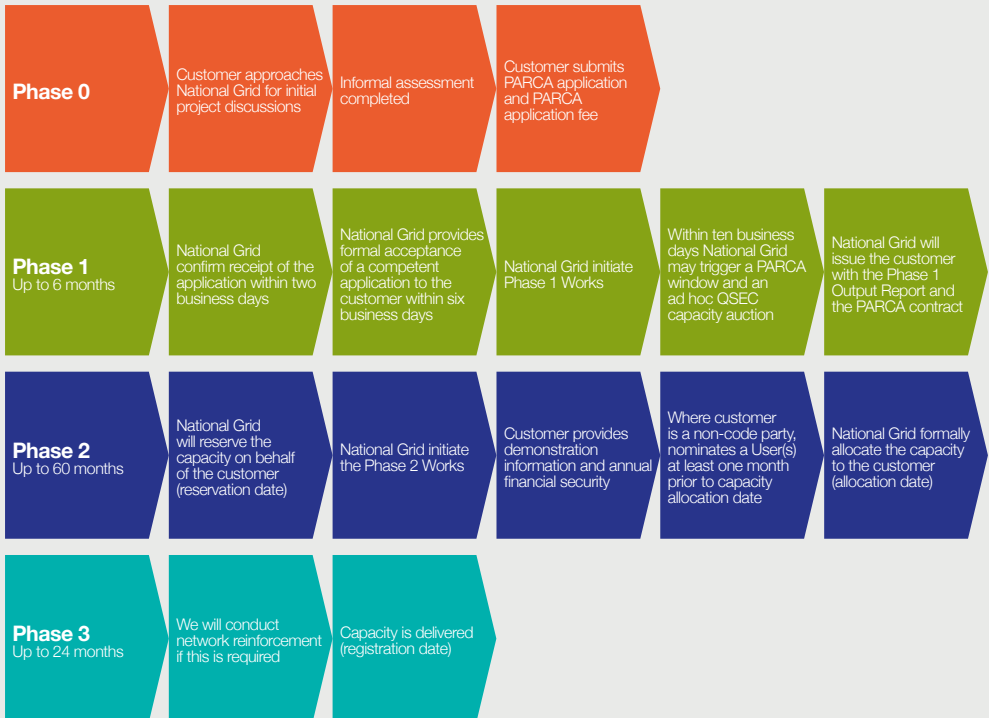 Phase 0
Customer approaches
National Grid for initial
project discussions
Informal assessment
completed
Customer submits
PARCA application
and PARCA
application fee
Phase 1
Up to 6 months
National Grid
confirm receipt of the
application within two
business days
National Grid provides
formal acceptance
of a competent
application to the
customer within six
business days
National Grid initiate
Phase 1 Works
Within ten business
days National Grid
may trigger a PARCA
window and an
ad hoc QSEC
capacity auction
National Grid will
issue the customer
with the Phase 1
Output Report and
the PARCA contract
Phase 2
Up to 60 months
National Grid
will reserve the
capacity on behalf
of the customer
(reservation date)
National Grid initiate
the Phase 2 Works
Customer provides
demonstration
information and annual
financial security
Where customer
is a non-code party,
nominates a User(s)
at least one month
prior to capacity
allocation date
National Grid formally
allocate the capacity
to the customer
(allocation date)
Phase 3
Up to 24 months
We will conduct
network reinforcement
if this is required
Capacity is delivered
(registration date)